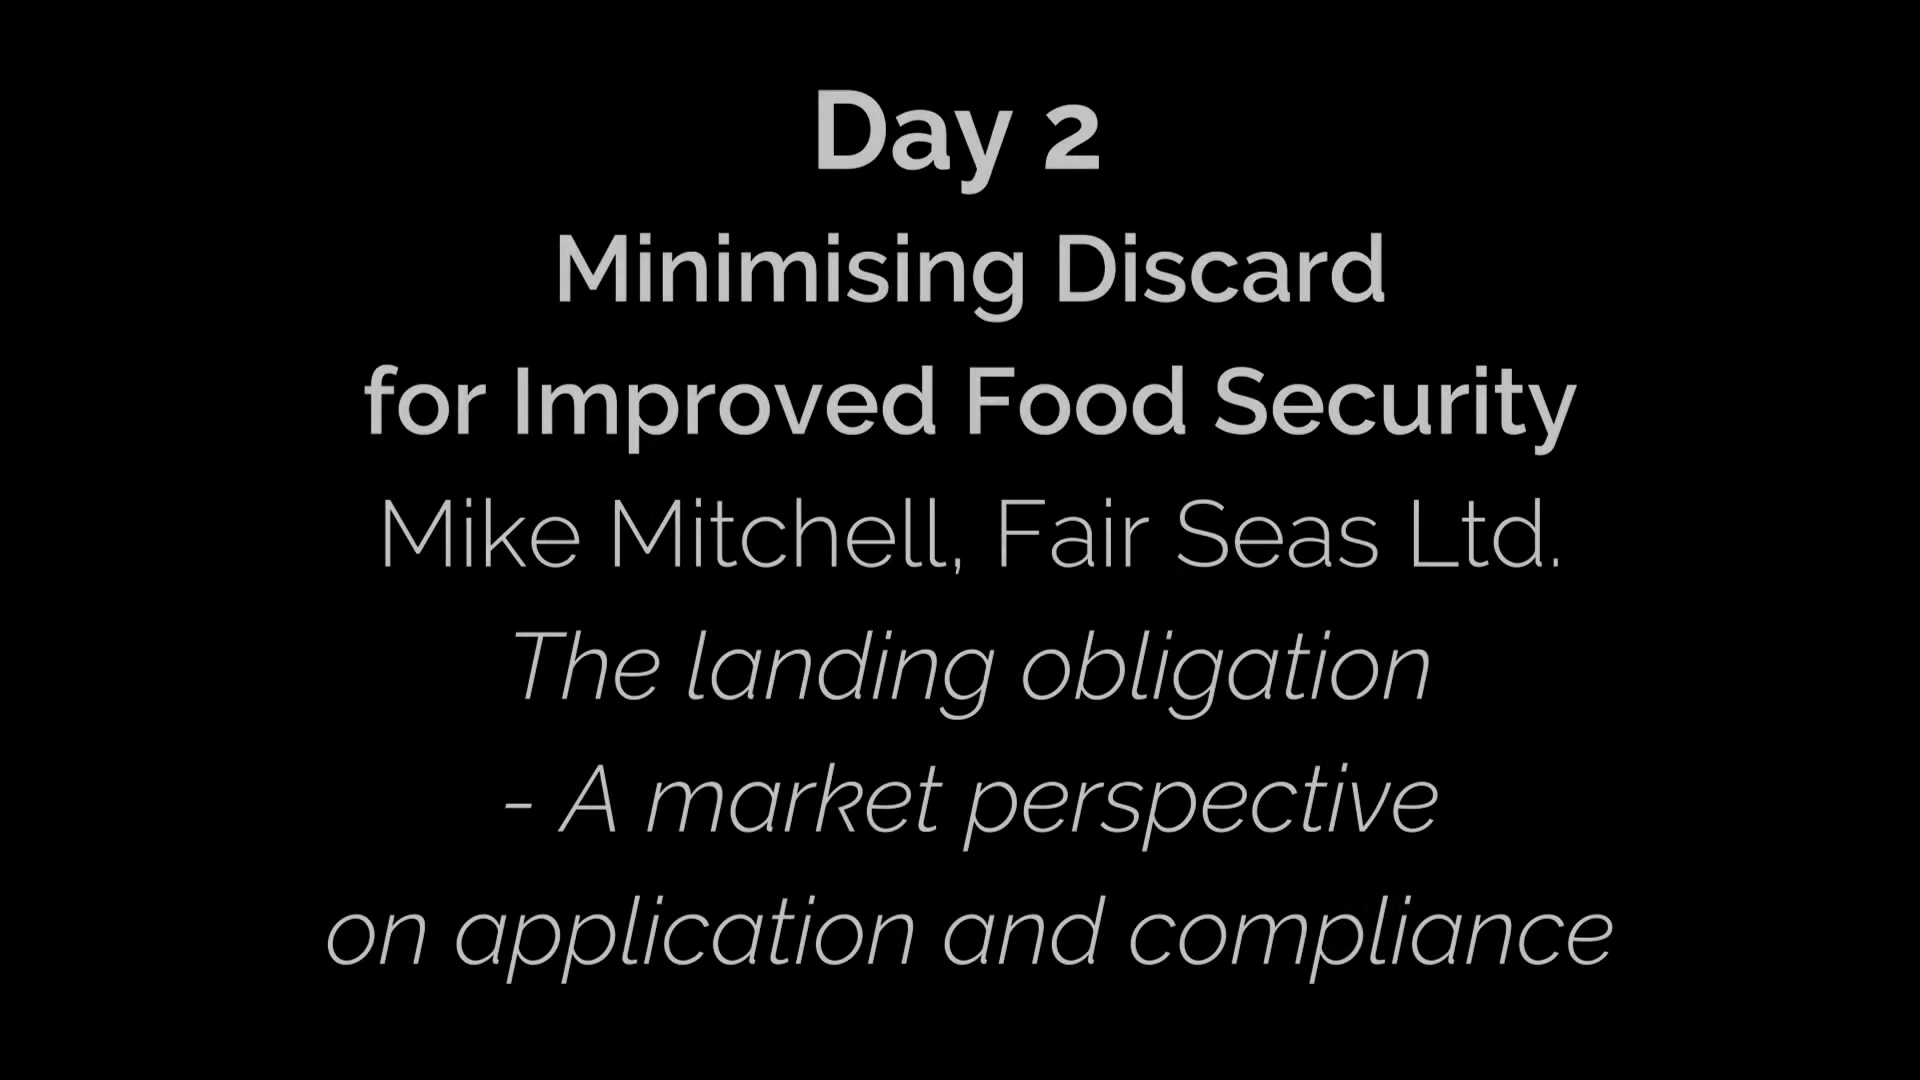 Day 2
Minimising Discard
for Improved Food Security
Mike Mitchell, Fair Seas Ltd.
The landing obligation
- A market perspective
on application and compliance